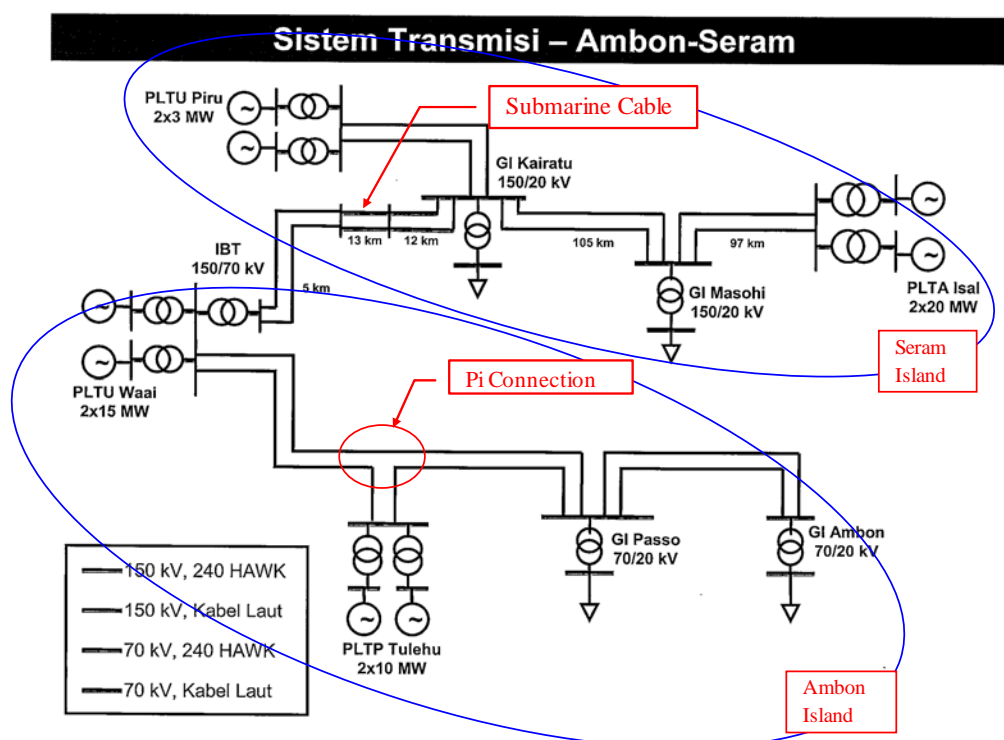 Sistem Transmisi – Ambon-Seram
PLTU Piru
2x3 MW
~
~
Submarine Cable
GI Kairatu
150/20 kV
13 km
12 km
105 km
97 km
IBT
150/70 kV
5 km
GI Masohi
150/20 kV
~
~
PLTA Isal
2x20 MW
Seram
Island
~
~
PLTU Waai
2x15 MW
Pi Connection
GI Passo
70/20 kV
GI Ambon
70/20 kV
~
~
PLTP Tulehu
2x10 MW
150 kV, 240 HAWK
150 kV, Kabel Laut
70 kV, 240 HAWK
70 kV, Kabel Laut
Ambon
Island